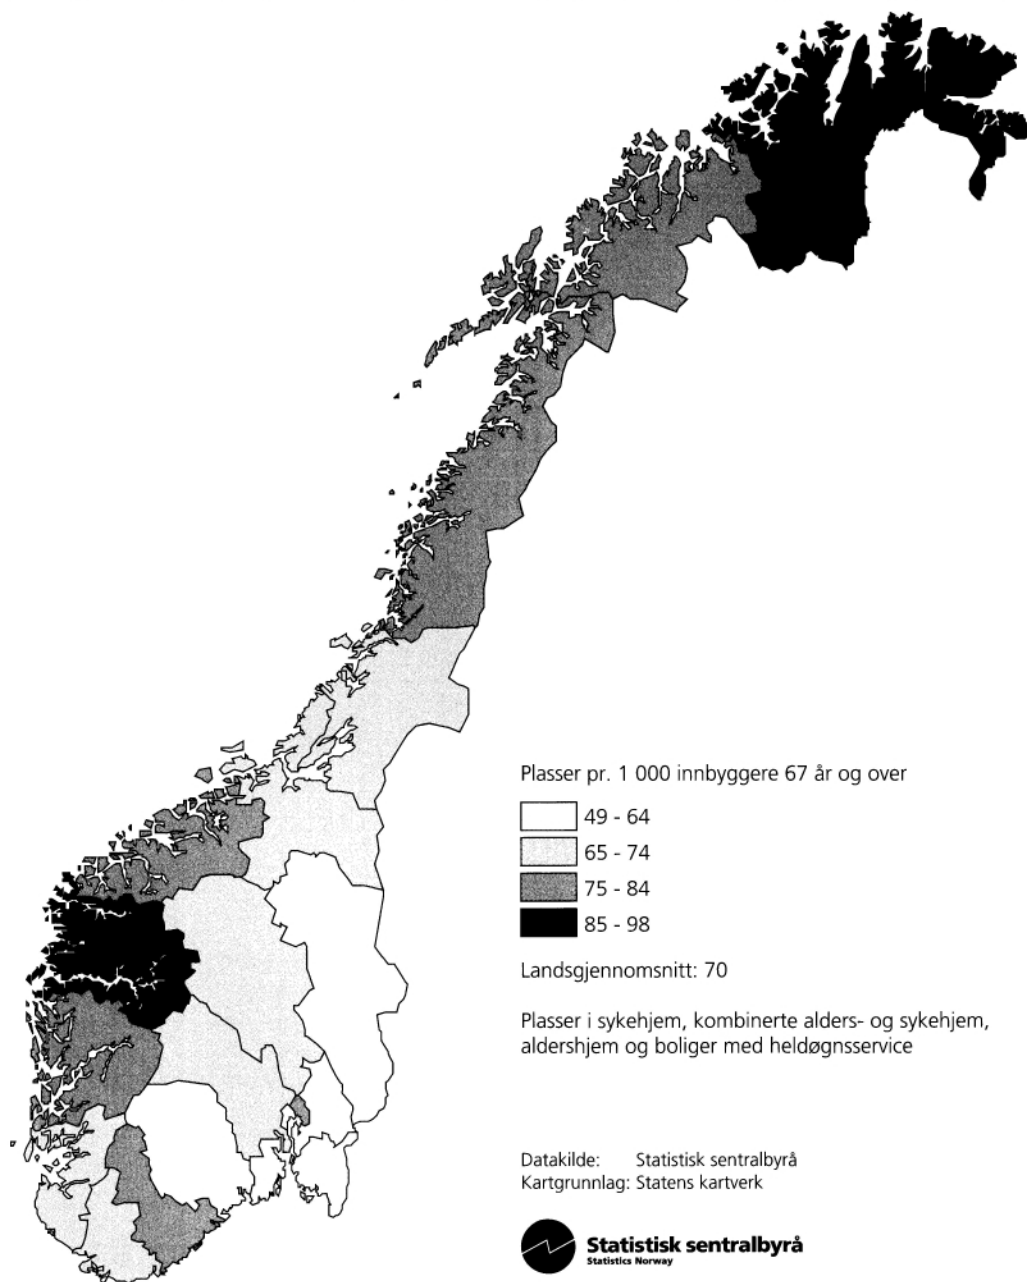 Plasser pr. 1 000 innbyggere 67 år og over
49 - 64
65 - 74
75 - 84
85 - 98
Landsgjennomsnitt: 70
Plasser i sykehjem, kombinerte alders- og sykehjem,
aldershjem og boliger med heldøgnsservice
Datakilde: Statistisk sentralbyrå
Kartgrunnlag: Statens kartverk
Statistisk sentralbyrå
Statistics Norway